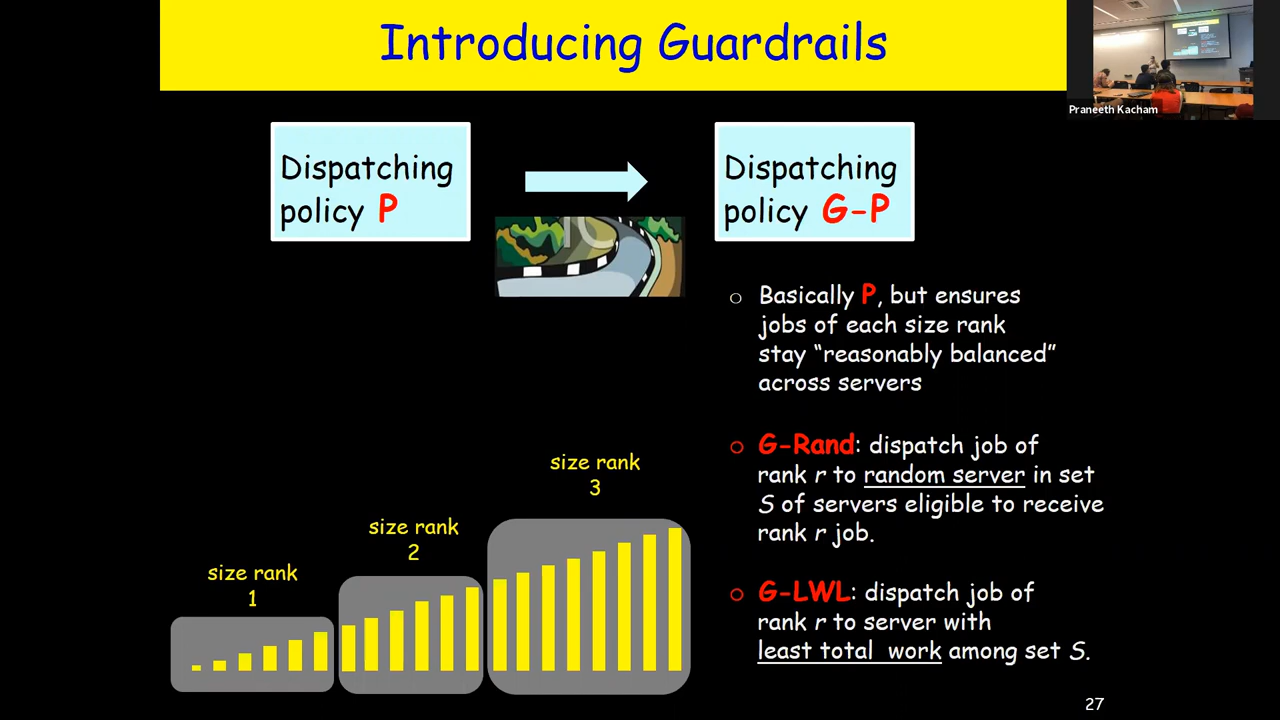 Introducing Guardrails
Praneeth Kacham
Dispatching
policy P
Dispatching
policy G-P
○ Basically P, but ensures
jobs of each size rank
stay “reasonably balanced”
across servers
○ G-Rand: dispatch job of
rank r to random server in set
S of servers eligible to receive
rank r job.
○ G-LWL: dispatch job of
rank r to server with
least total work among set S.
size rank
1
size rank
2
size rank
3
27